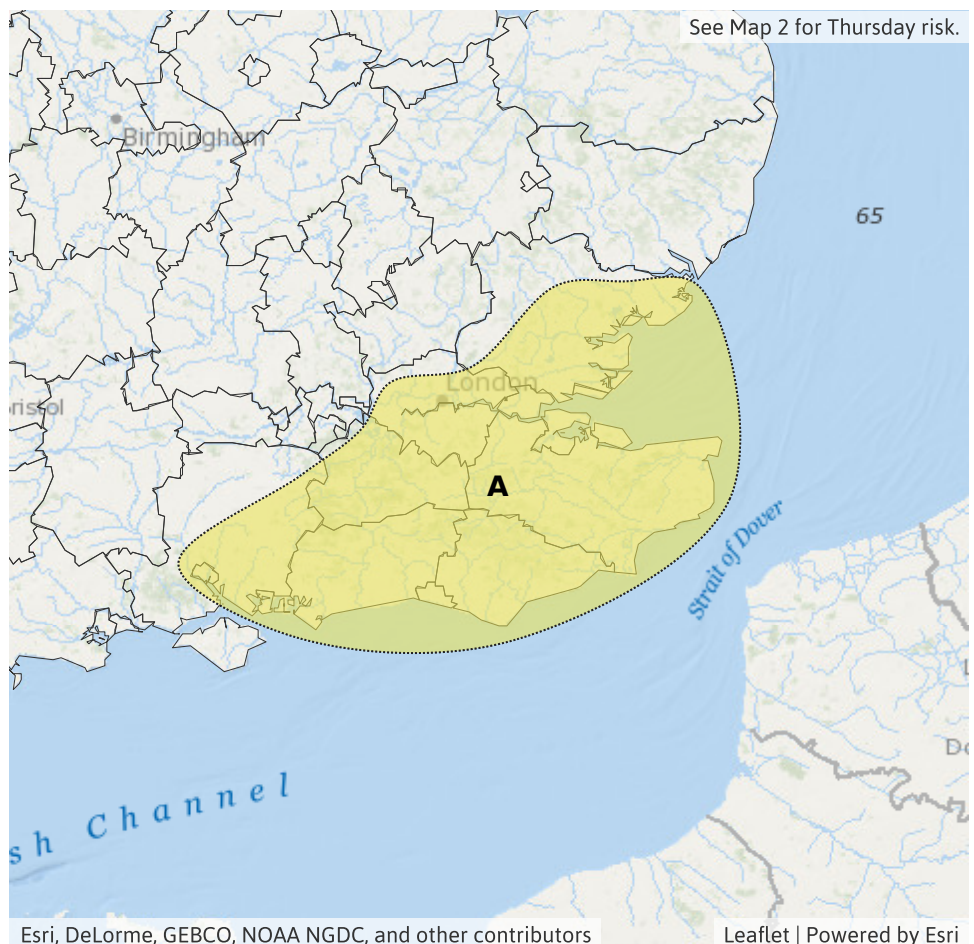 See Map 2 for Thursday risk.
Birmingham
65
London
ristol
A
Strait of Dover
L
Do
sh Channel
Esri, DeLorme, GEBCO, NOAA NGDC, and other contributors
Leaflet | Powered by Esri